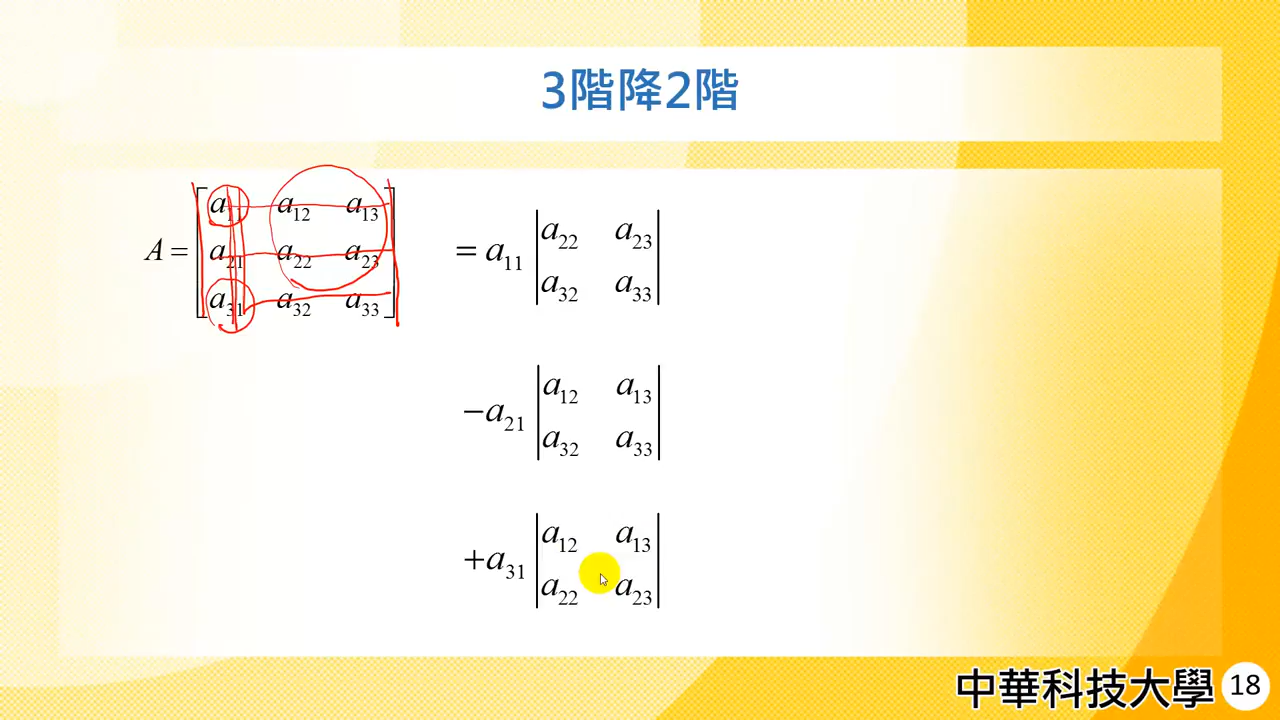 3階降2階
A = [ a11 a12 a13
a21 a22 a23
a31 a32 a33 ]
= a11 | a22 a23
a32 a33 |
−a21 | a12 a13
a32 a33 |
+a31 | a12 a13
a22 a23 |
中華科技大學 18